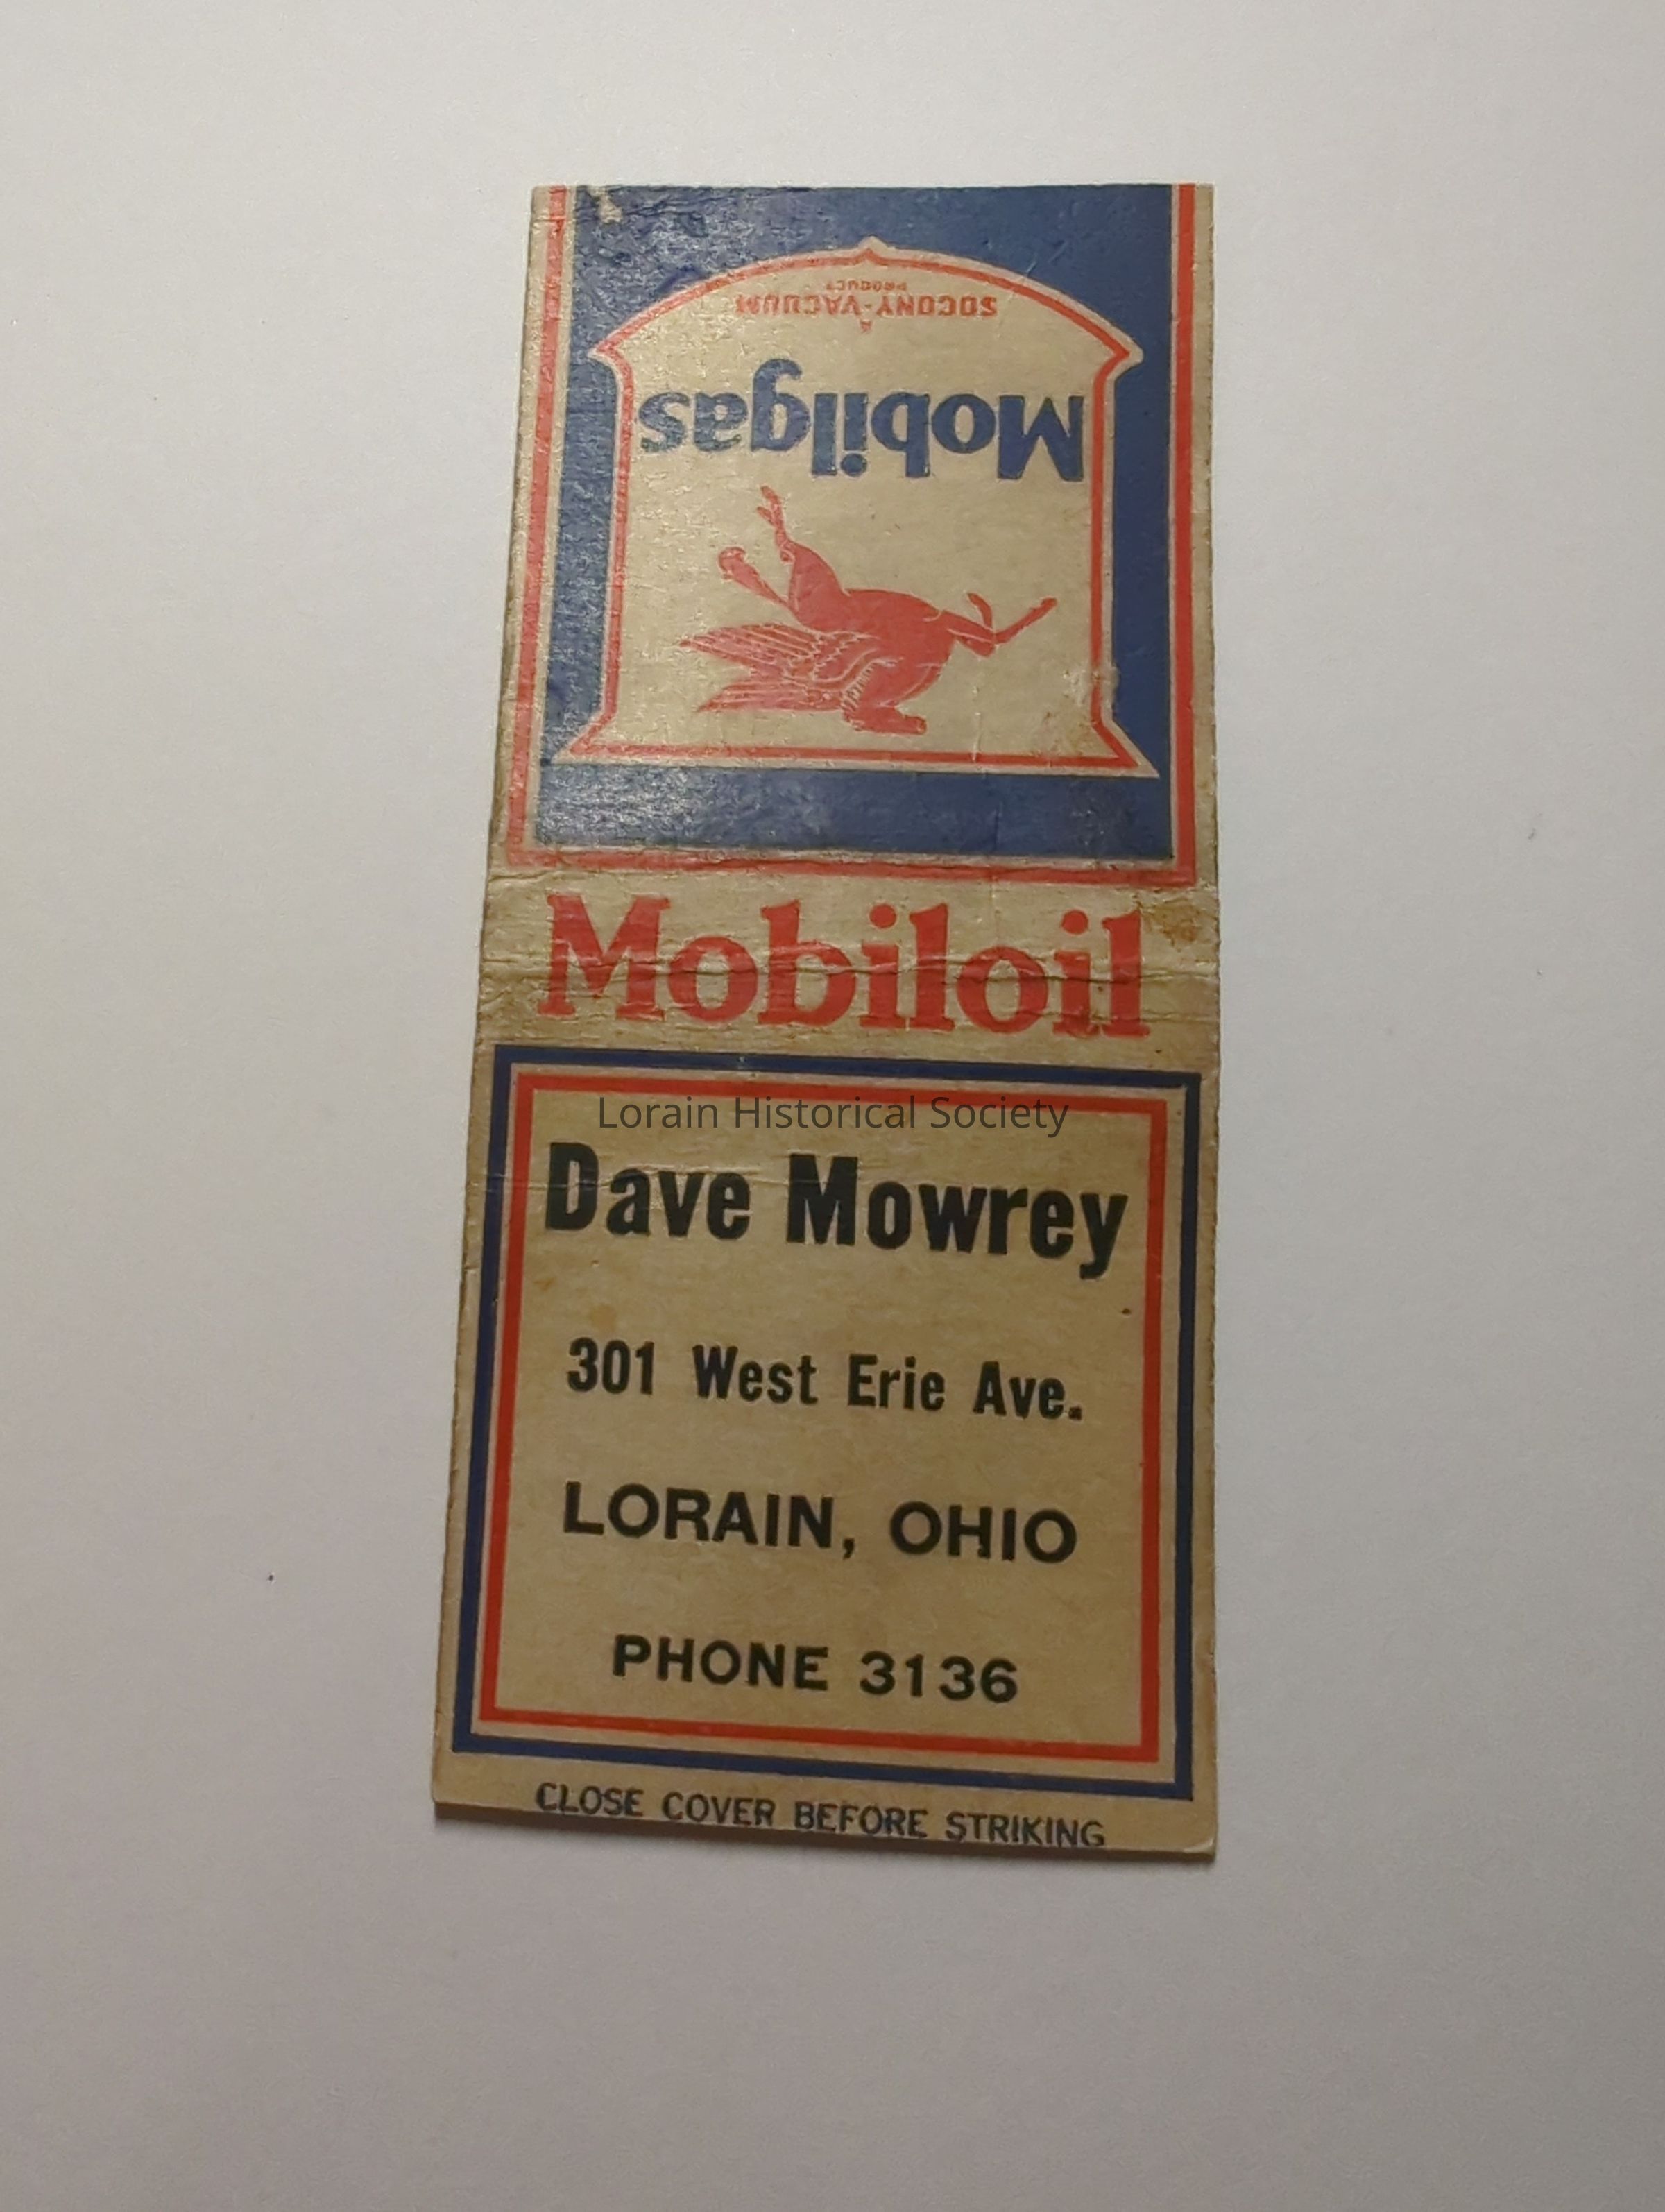 A
SOCONY-VACUUM
PRODUCT
Mobilgas
Mobiloil
Lorain Historical Society
Dave Mowrey
301 West Erie Ave.
LORAIN, OHIO
PHONE 3136
CLOSE COVER BEFORE STRIKING